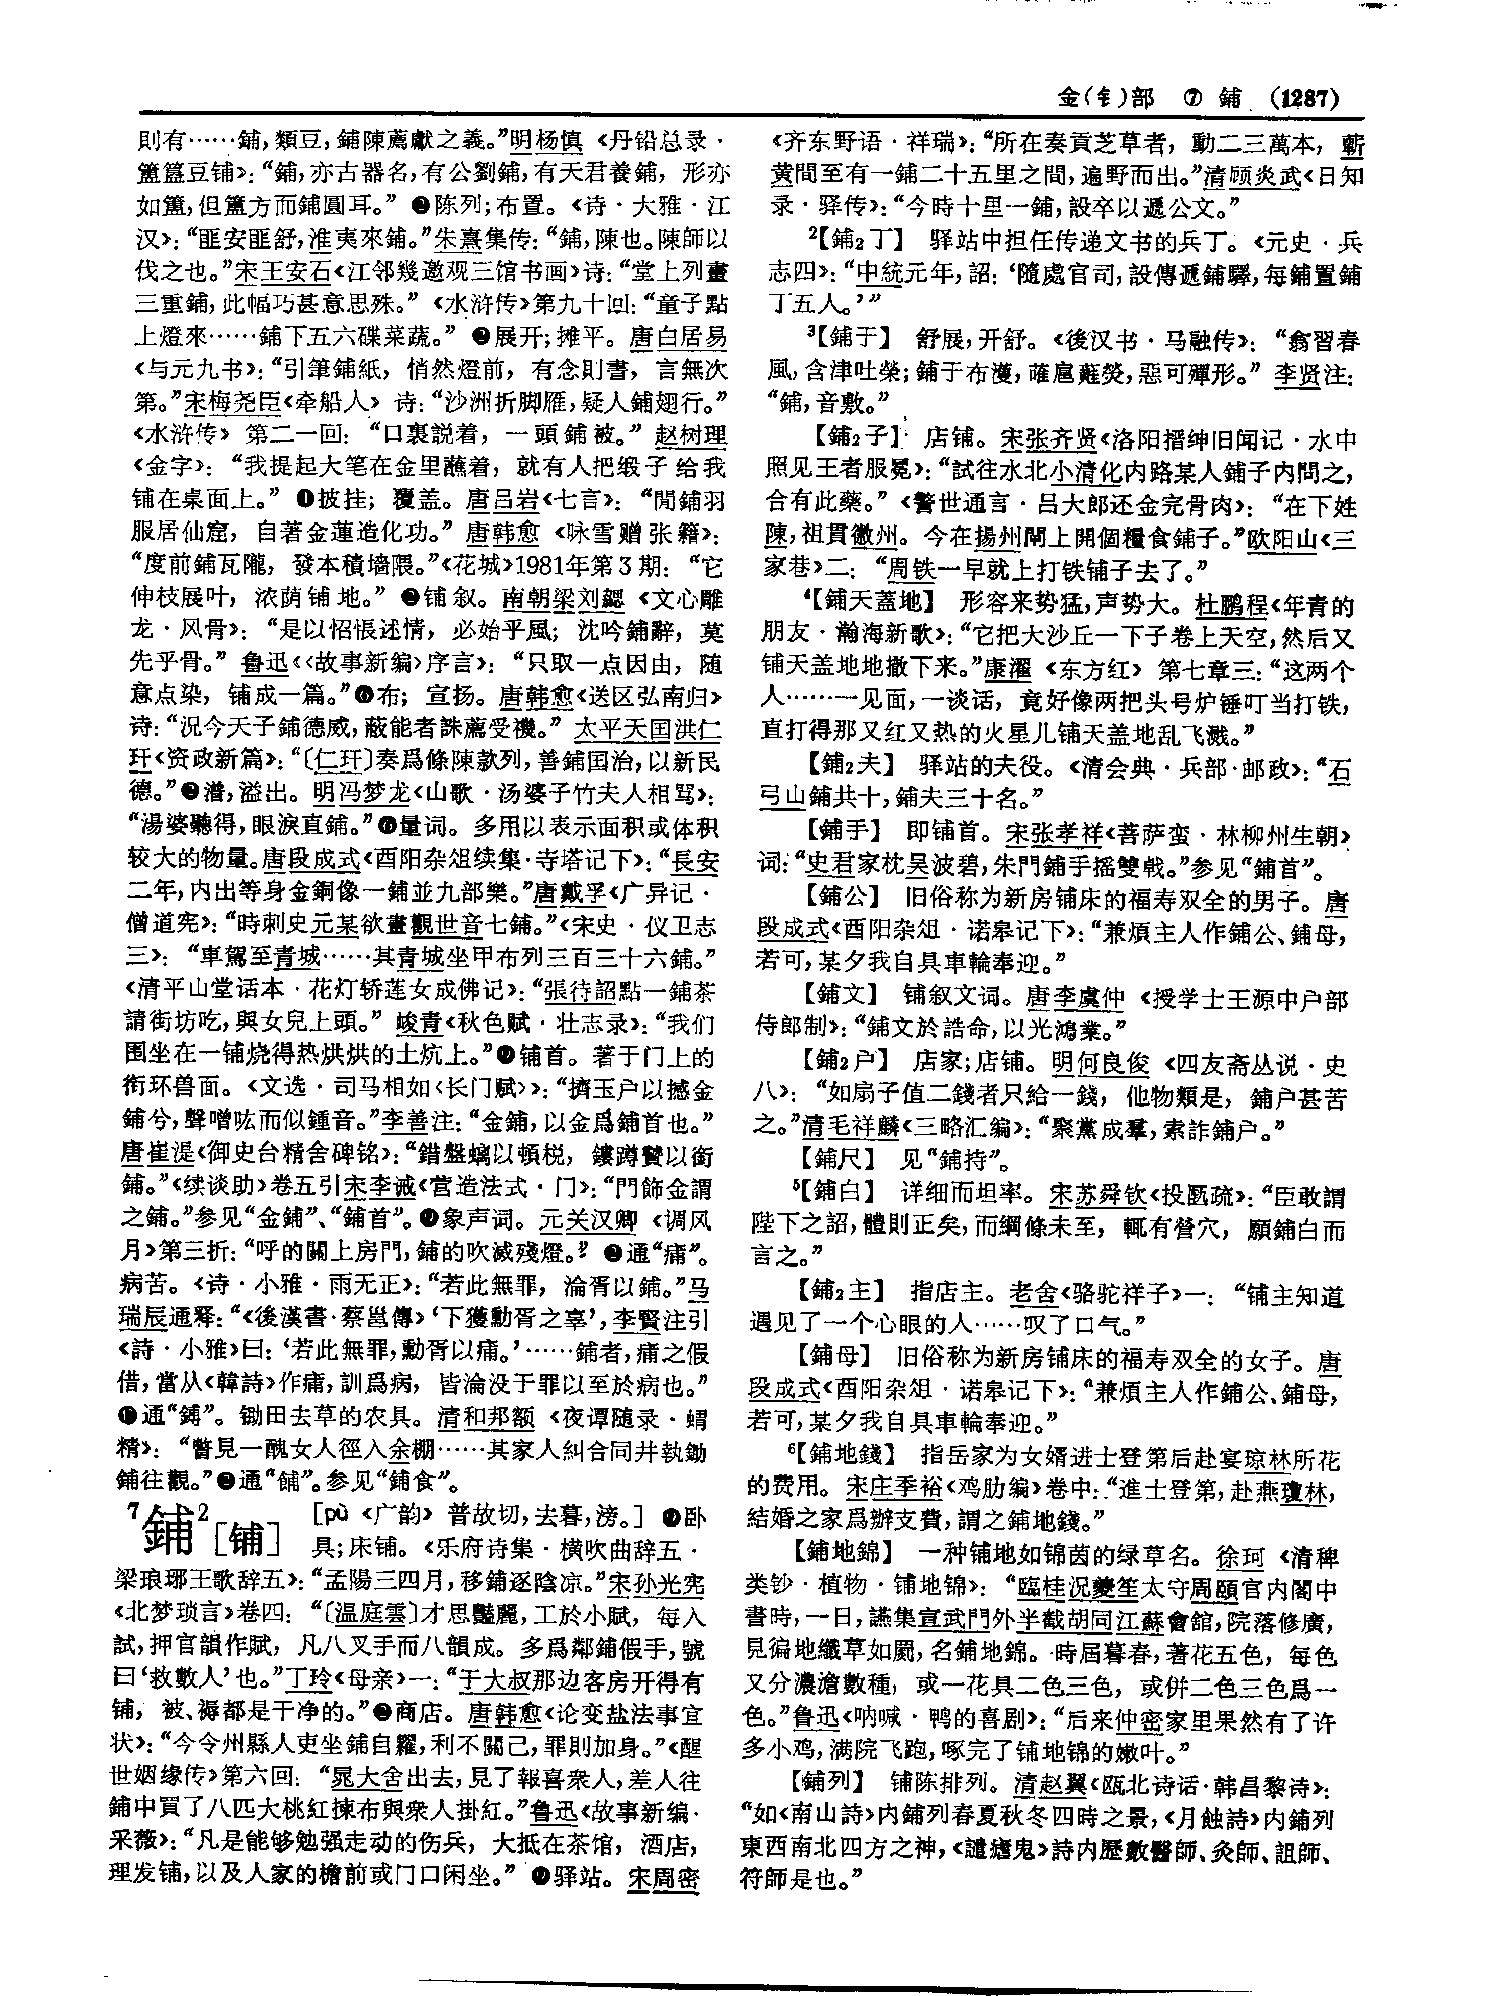 金(钅)部 ⑦ 鋪 (1287)
則有……鋪，類豆，鋪陳薦獻之義。”明杨慎《丹铅总录·
簠簋豆铺》：“鋪，亦古器名，有公劉鋪，有天君養鋪，形亦
如簠，但簠方而鋪圓耳。” ❷陈列；布置。《诗·大雅·江
汉》：“匪安匪舒，淮夷來鋪。”朱熹集传：“鋪，陳也。陳師以
伐之也。”宋王安石《江邻幾邀观三馆书画》诗：“堂上列畫
三重鋪，此幅巧甚意思殊。”《水浒传》第九十回：“童子點
上燈來……鋪下五六碟菜蔬。” ❸展开；摊平。唐白居易
《与元九书》：“引筆鋪紙，悄然燈前，有念則書，言無次
第。”宋梅尧臣《牵船人》诗：“沙洲折脚雁，疑人鋪翅行。”
《水浒传》第二一回：“口裏説着，一頭鋪被。”赵树理
《金字》：“我提起大笔在金里蘸着，就有人把缎子给我
铺在桌面上。” ❹披挂；覆盖。唐吕岩《七言》：“閒鋪羽
服居仙窟，自著金蓮造化功。”唐韩愈《咏雪赠张籍》：
“度前鋪瓦隴，發本積墻隈。”《花城》1981年第3期：“它
伸枝展叶，浓荫铺地。” ❺铺叙。南朝梁刘勰《文心雕
龙·风骨》：“是以怊悵述情，必始乎風；沈吟鋪辭，莫
先乎骨。”鲁迅《〈故事新编〉序言》：“只取一点因由，随
意点染，铺成一篇。”❻布；宣扬。唐韩愈《送区弘南归》
诗：“況今天子鋪德威，蔽能者誅薦受禨。”太平天囯洪仁
玕《资政新篇》：“〔仁玕〕奏爲條陳款列，善鋪囯治，以新民
德。”❼潽，溢出。明冯梦龙《山歌·汤婆子竹夫人相骂》：
“湯婆聽得，眼淚直鋪。”❽量词。多用以表示面积或体积
较大的物量。唐段成式《酉阳杂俎续集·寺塔记下》：“長安
二年，内出等身金銅像一鋪並九部樂。”唐戴孚《广异记·
僧道宪》：“時刺史元某欲畫觀世音七鋪。”《宋史·仪卫志
三》：“車駕至青城……其青城坐甲布列三百三十六鋪。”
《清平山堂话本·花灯轿莲女成佛记》：“張待詔點一鋪茶
請街坊吃，與女兒上頭。”峻青《秋色赋·壮志录》：“我们
围坐在一铺烧得热烘烘的土炕上。”❾铺首。著于门上的
衔环兽面。《文选·司马相如〈长门赋〉》：“擠玉户以撼金
鋪兮，聲噌吰而似鍾音。”李善注：“金鋪，以金爲鋪首也。”
唐崔湜《御史台精舍碑铭》：“錯盤螭以頓棁，鏤蹲贙以銜
鋪。”《续谈助》卷五引宋李诫《营造法式·门》：“門飾金謂
之鋪。”参见“金鋪”、“鋪首”。❿象声词。元关汉卿《调风
月》第三折：“呼的關上房門，鋪的吹滅殘燈。” ⓫通“痡”。
病苦。《诗·小雅·雨无正》：“若此無罪，淪胥以鋪。”马
瑞辰通释：“《後漢書·蔡邕傳》‘下獲勳胥之辜’，李賢注引
《詩·小雅》曰：‘若此無罪，勳胥以痡。’……鋪者，痡之假
借，當从《韓詩》作痡，訓爲病，皆淪没于罪以至於病也。”
⓬通“鎛”。锄田去草的农具。清和邦额《夜谭随录·蝟
精》：“瞥見一醜女人徑入余棚……其家人糾合同井執鋤
鋪往觀。”⓭通“餔”。参见“鋪食”。
⁷鋪²[铺] [pù 《广韵》普故切，去暮，滂。] ❶卧
具；床铺。《乐府诗集·横吹曲辞五·
梁琅琊王歌辞五》：“孟陽三四月，移鋪逐陰凉。”宋孙光宪
《北梦琐言》卷四：“〔温庭雲〕才思豔麗，工於小賦，每入
試，押官韻作賦，凡八叉手而八韻成。多爲鄰鋪假手，號
曰‘救數人’也。”丁玲《母亲》一：“于大叔那边客房开得有
铺，被、褥都是干净的。”❷商店。唐韩愈《论变盐法事宜
状》：“今令州縣人吏坐鋪自糶，利不關己，罪則加身。”《醒
世姻缘传》第六回：“晁大舍出去，見了報喜衆人，差人往
鋪中買了八匹大桃紅揀布與衆人掛紅。”鲁迅《故事新编·
采薇》：“凡是能够勉强走动的伤兵，大抵在茶馆，酒店，
理发铺，以及人家的檐前或门口闲坐。” ❸驿站。宋周密
《齐东野语·祥瑞》：“所在奏貢芝草者，動二三萬本，蘄
黄間至有一鋪二十五里之間，遍野而出。”清顾炎武《日知
录·驿传》：“今時十里一鋪，設卒以遞公文。”
²【鋪₂丁】 驿站中担任传递文书的兵丁。《元史·兵
志四》：“中統元年，詔：‘隨處官司，設傳遞鋪驛，每鋪置鋪
丁五人。’”
³【鋪于】 舒展，开舒。《後汉书·马融传》：“翕習春
風，含津吐榮；鋪于布濩，蓶扈蘳熒，惡可殫形。”李贤注：
“鋪，音敷。”
【鋪₂子】 店铺。宋张齐贤《洛阳搢绅旧闻记·水中
照见王者服冕》：“試往水北小清化内路某人鋪子内問之，
合有此藥。”《警世通言·吕大郎还金完骨肉》：“在下姓
陳，祖貫徽州。今在揚州閘上開個糧食鋪子。”欧阳山《三
家巷》二：“周铁一早就上打铁铺子去了。”
⁴【鋪天蓋地】 形容来势猛，声势大。杜鹏程《年青的
朋友·瀚海新歌》：“它把大沙丘一下子卷上天空，然后又
铺天盖地地撒下来。”康濯《东方红》第七章三：“这两个
人……一见面，一谈话，竟好像两把头号炉锤叮当打铁，
直打得那又红又热的火星儿铺天盖地乱飞溅。”
【鋪₂夫】 驿站的夫役。《清会典·兵部·邮政》：“石
弓山鋪共十，鋪夫三十名。”
【鋪手】 即铺首。宋张孝祥《菩萨蛮·林柳州生朝》
词：“史君家枕吴波碧，朱門鋪手摇雙戟。”参见“鋪首”。
【鋪公】 旧俗称为新房铺床的福寿双全的男子。唐
段成式《酉阳杂俎·诺皋记下》：“兼煩主人作鋪公、鋪母，
若可，某夕我自具車輪奉迎。”
【鋪文】 铺叙文词。唐李虞仲《授学士王源中户部
侍郎制》：“鋪文於誥命，以光鴻業。”
【鋪₂户】 店家；店铺。明何良俊《四友斋丛说·史
八》：“如扇子值二錢者只給一錢，他物類是，鋪户甚苦
之。”清毛祥麟《三略汇编》：“聚黨成羣，索詐鋪户。”
【鋪尺】 见“鋪持”。
⁵【鋪白】 详细而坦率。宋苏舜钦《投匭疏》：“臣敢謂
陛下之詔，體則正矣，而綱條未至，輒有營穴，願鋪白而
言之。”
【鋪₂主】 指店主。老舍《骆驼祥子》一：“铺主知道
遇见了一个心眼的人……叹了口气。”
【鋪母】 旧俗称为新房铺床的福寿双全的女子。唐
段成式《酉阳杂俎·诺皋记下》：“兼煩主人作鋪公、鋪母，
若可，某夕我自具車輪奉迎。”
⁶【鋪地錢】 指岳家为女婿进士登第后赴宴琼林所花
的费用。宋庄季裕《鸡肋编》卷中：“進士登第，赴燕瓊林，
結婚之家爲辦支費，謂之鋪地錢。”
【鋪地錦】 一种铺地如锦茵的绿草名。徐珂《清稗
类钞·植物·铺地锦》：“臨桂况夔笙太守周頤官内閣中
書時，一日，讌集宣武門外半截胡同江蘇會舘，院落修廣，
見徧地纖草如罽，名鋪地錦。時屆暮春，著花五色，每色
又分濃澹數種，或一花具二色三色，或併二色三色爲一
色。”鲁迅《呐喊·鸭的喜剧》：“后来仲密家里果然有了许
多小鸡，满院飞跑，啄完了铺地锦的嫩叶。”
【鋪列】 铺陈排列。清赵翼《瓯北诗话·韩昌黎诗》：
“如《南山詩》内鋪列春夏秋冬四時之景，《月蝕詩》内鋪列
東西南北四方之神，《譴瘧鬼》詩内歷數醫師、灸師、詛師、
符師是也。”